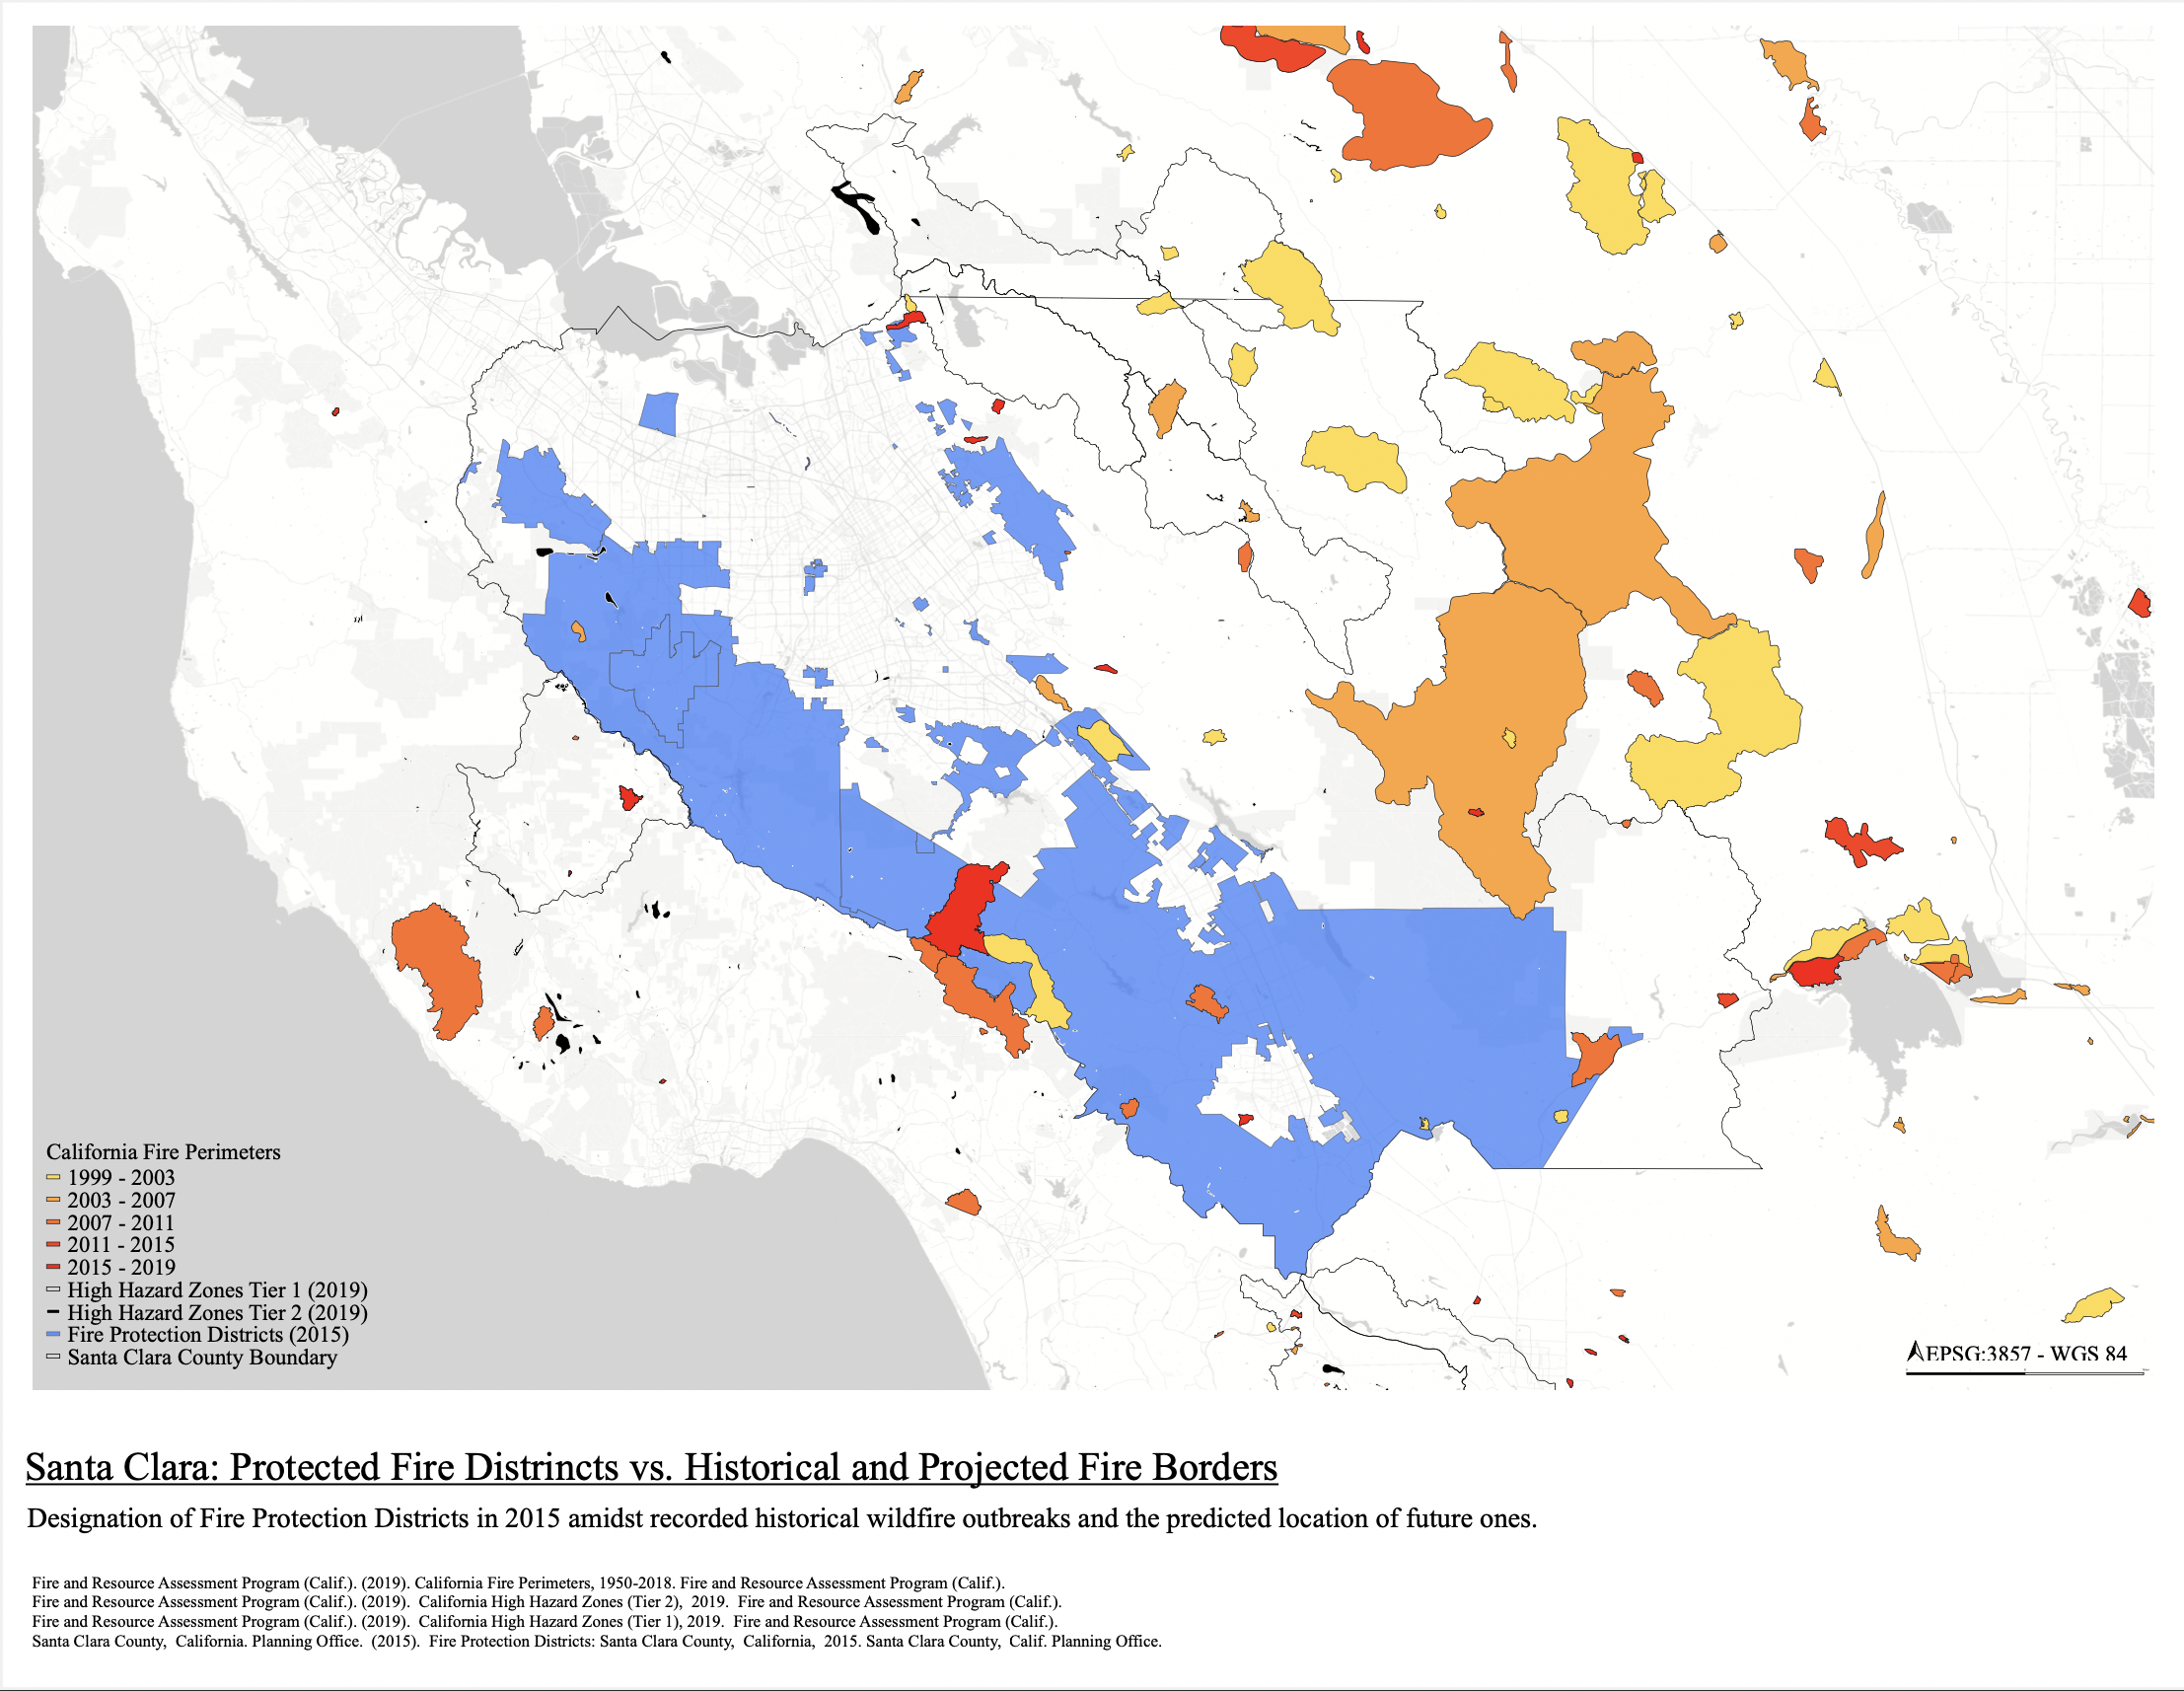 California Fire Perimeters
1999 - 2003
2003 - 2007
2007 - 2011
2011 - 2015
2015 - 2019
High Hazard Zones Tier 1 (2019)
High Hazard Zones Tier 2 (2019)
Fire Protection Districts (2015)
Santa Clara County Boundary
EPSG:3857 - WGS 84
Santa Clara: Protected Fire Distrincts vs. Historical and Projected Fire Borders
Designation of Fire Protection Districts in 2015 amidst recorded historical wildfire outbreaks and the predicted location of future ones.
Fire and Resource Assessment Program (Calif.). (2019). California Fire Perimeters, 1950-2018. Fire and Resource Assessment Program (Calif.).
Fire and Resource Assessment Program (Calif.). (2019). California High Hazard Zones (Tier 2), 2019. Fire and Resource Assessment Program (Calif.).
Fire and Resource Assessment Program (Calif.). (2019). California High Hazard Zones (Tier 1), 2019. Fire and Resource Assessment Program (Calif.).
Santa Clara County, California. Planning Office. (2015). Fire Protection Districts: Santa Clara County, California, 2015. Santa Clara County, Calif. Planning Office.